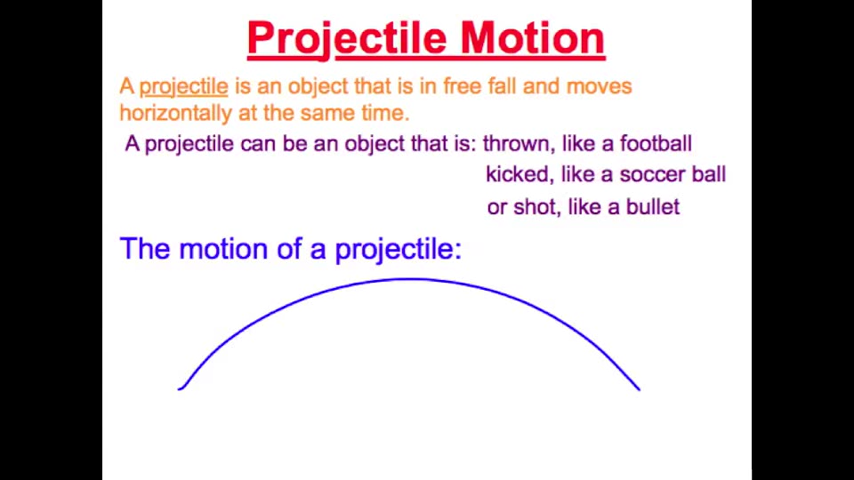 Projectile Motion
A projectile is an object that is in free fall and moves
horizontally at the same time.
A projectile can be an object that is: thrown, like a football
kicked, like a soccer ball
or shot, like a bullet
The motion of a projectile: